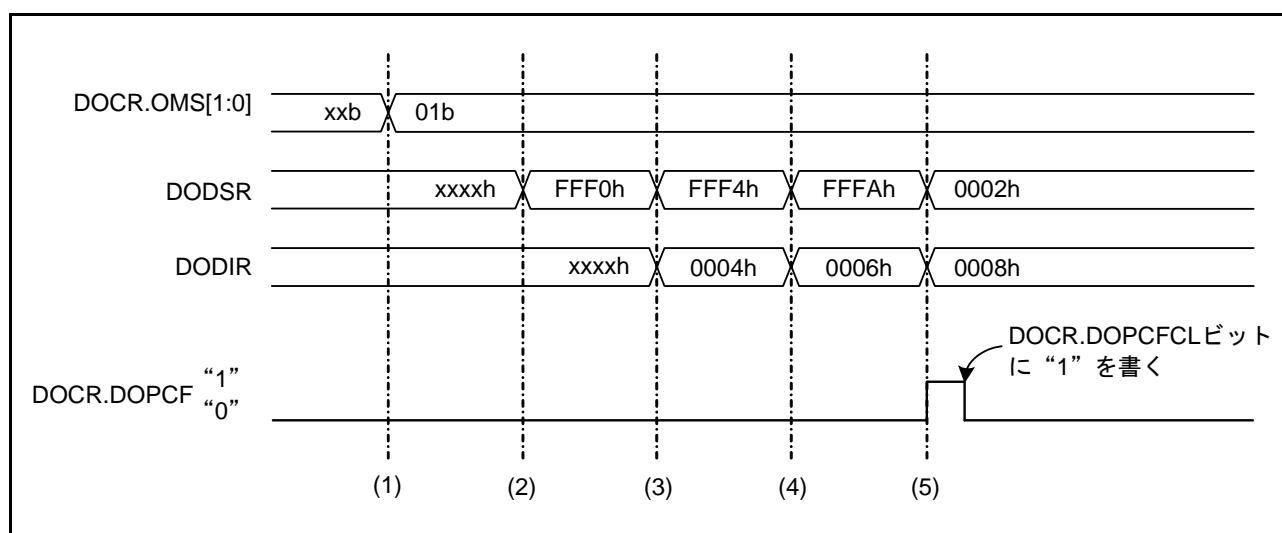 DOCR.OMS[1:0] xxb 01b
DODSR xxxxh FFF0h FFF4h FFFAh 0002h
DODIR xxxxh 0004h 0006h 0008h
DOCR.DOPCFCLビット
に“1”を書く
DOCR.DOPCF “1”
“0”
(1) (2) (3) (4) (5)